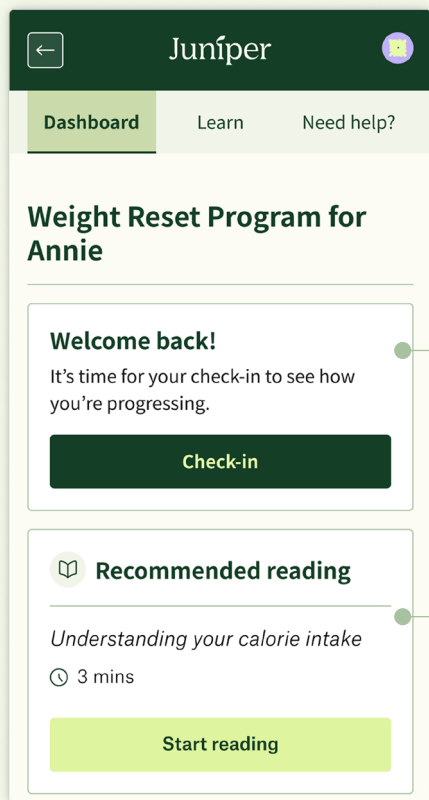 Juniper
Dashboard
Learn
Need help?
Weight Reset Program for
Annie
Welcome back!
It’s time for your check-in to see how
you’re progressing.
Check-in
Recommended reading
Understanding your calorie intake
3 mins
Start reading